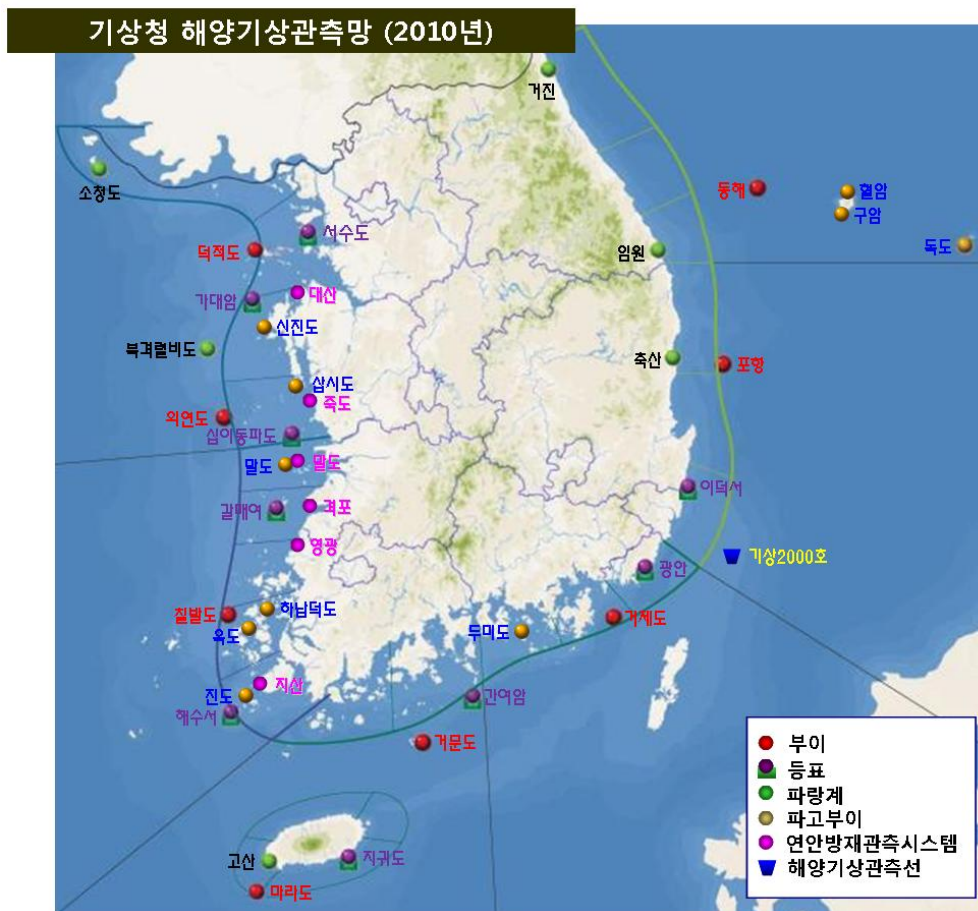 기상청 해양기상관측망 (2010년)
거진
소청도
동해
혈암
구암
독도
서수도
덕적도
임원
대산
가대암
신진도
북격렬비도
축산
포항
삽시도
죽도
외연도
십이동파도
말도
말도
이덕서
갈매여
격포
영광
기상2000호
광안
하남덕도
칠발도
거제도
옥도
두미도
지산
진도
간여암
해수서
거문도
고산
지귀도
마라도
부이
등표
파랑계
파고부이
연안방재관측시스템
해양기상관측선